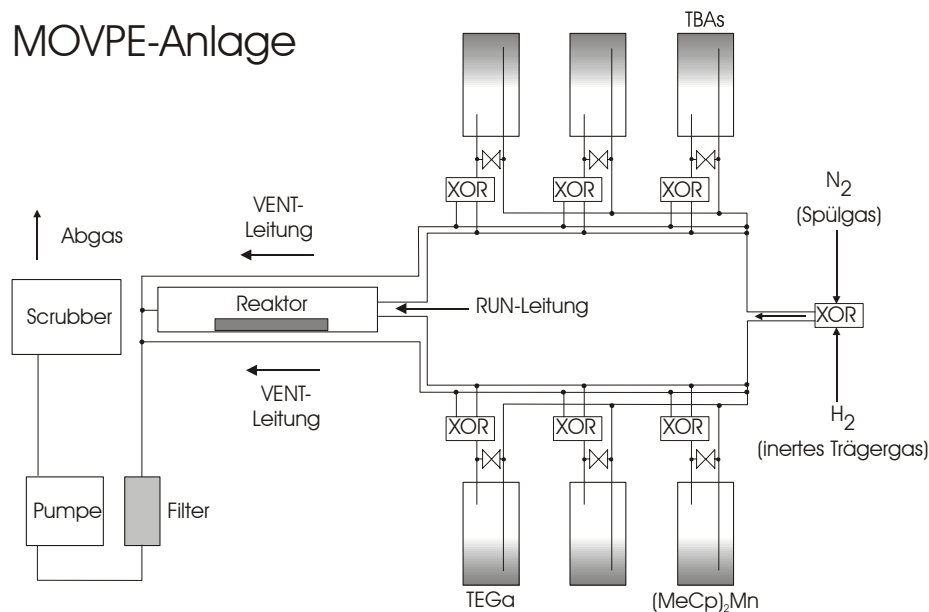 MOVPE-Anlage
TBAs
XOR
XOR
XOR
N2
(Spülgas)
VENT-
Leitung
Abgas
Scrubber
Reaktor
RUN-Leitung
XOR
VENT-
Leitung
H2
(inertes Trägergas)
XOR
XOR
XOR
Pumpe
Filter
TEGa
(MeCp)2Mn